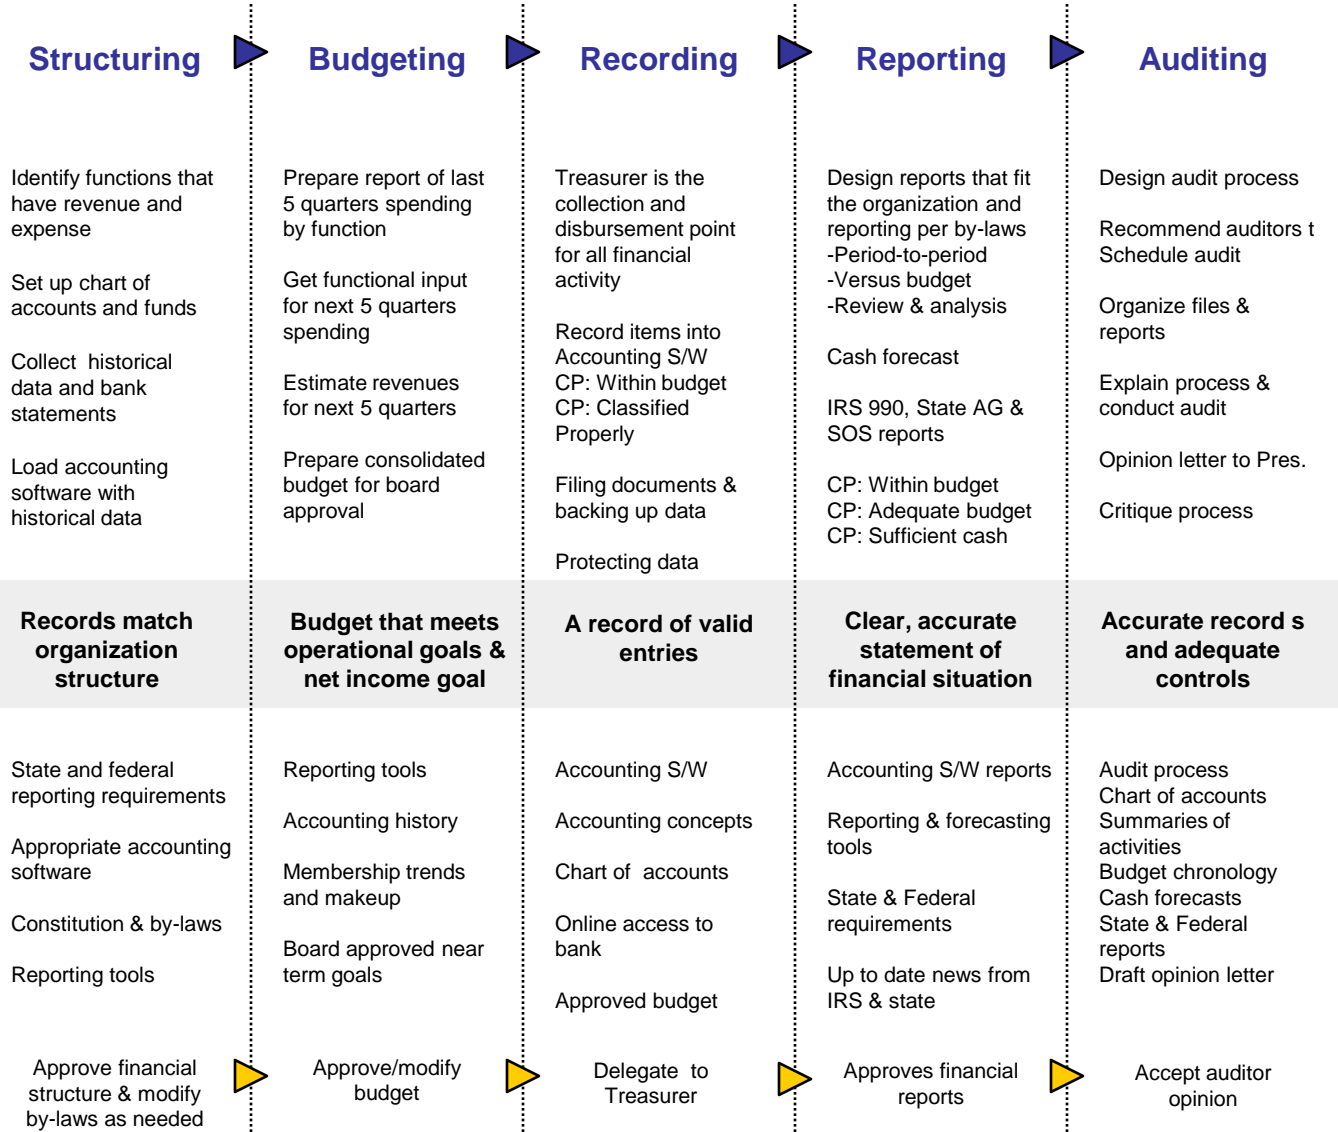 Structuring
Budgeting
Recording
Reporting
Auditing
Identify functions that
have revenue and
expense
Set up chart of
accounts and funds
Collect  historical
data and bank
statements
Load accounting
software with
historical data
Prepare report of last
5 quarters spending
by function
Get functional input
for next 5 quarters
spending
Estimate revenues
for next 5 quarters
Prepare consolidated
budget for board
approval
Treasurer is the
collection and
disbursement point
for all financial
activity
Record items into
Accounting S/W
CP: Within budget
CP: Classified
Properly
Filing documents &
backing up data
Protecting data
Design reports that fit
the organization and
reporting per by-laws
-Period-to-period
-Versus budget
-Review & analysis
Cash forecast
IRS 990, State AG &
SOS reports
CP: Within budget
CP: Adequate budget
CP: Sufficient cash
Design audit process
Recommend auditors t
Schedule audit
Organize files &
reports
Explain process &
conduct audit
Opinion letter to Pres.
Critique process
Records match
organization
structure
Budget that meets
operational goals &
net income goal
A record of valid
entries
Clear, accurate
statement of
financial situation
Accurate record s
and adequate
controls
State and federal
reporting requirements
Appropriate accounting
software
Constitution & by-laws
Reporting tools
Reporting tools
Accounting history
Membership trends
and makeup
Board approved near
term goals
Accounting S/W
Accounting concepts
Chart of  accounts
Online access to
bank
Approved budget
Accounting S/W reports
Reporting & forecasting
tools
State & Federal
requirements
Up to date news from
IRS & state
Audit process
Chart of accounts
Summaries of
activities
Budget chronology
Cash forecasts
State & Federal
reports
Draft opinion letter
Approve financial
structure & modify
by-laws as needed
Approve/modify
budget
Delegate  to
Treasurer
Approves financial
reports
Accept auditor
opinion